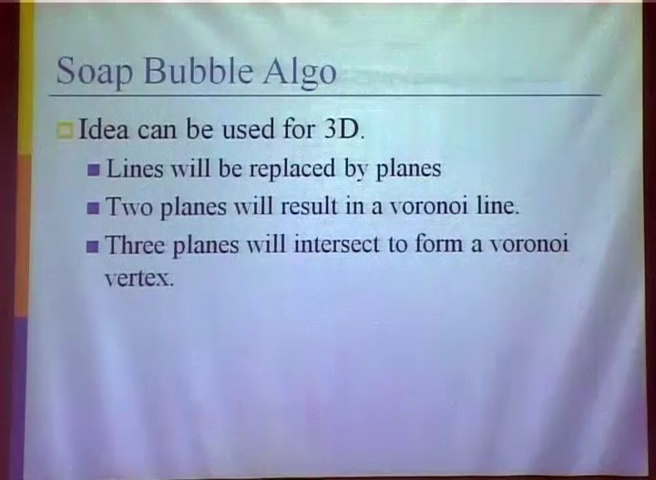 Soap Bubble Algo
Idea can be used for 3D.
Lines will be replaced by planes
Two planes will result in a voronoi line.
Three planes will intersect to form a voronoi
vertex.